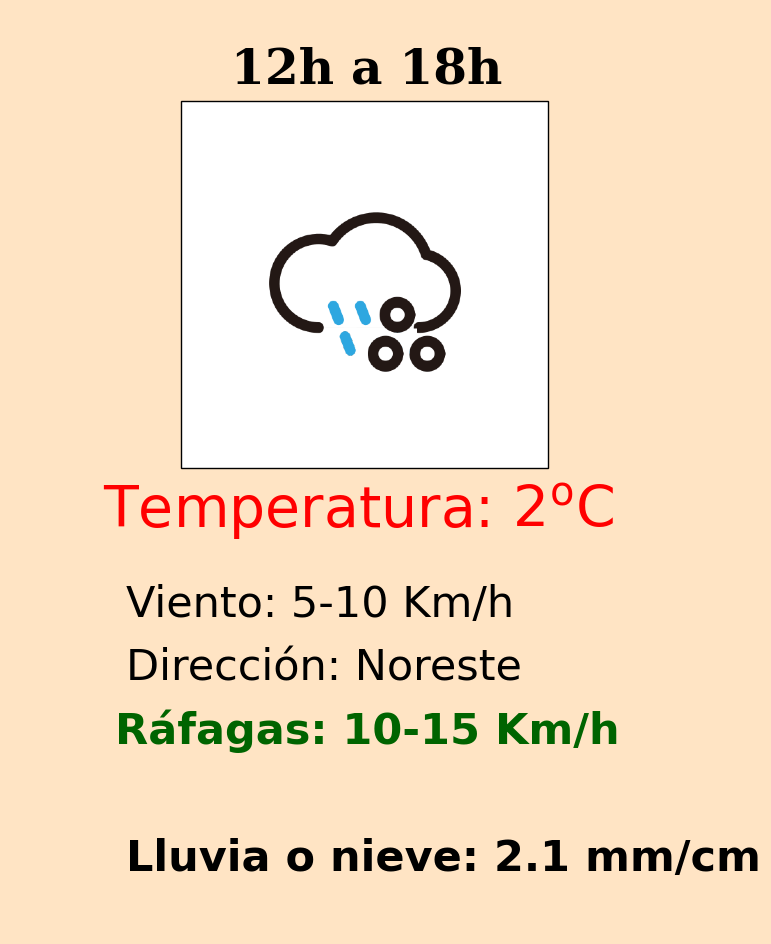 12h a 18h
Temperatura: 2ºC
Viento: 5-10 Km/h
Dirección: Noreste
Ráfagas: 10-15 Km/h
Lluvia o nieve: 2.1 mm/cm